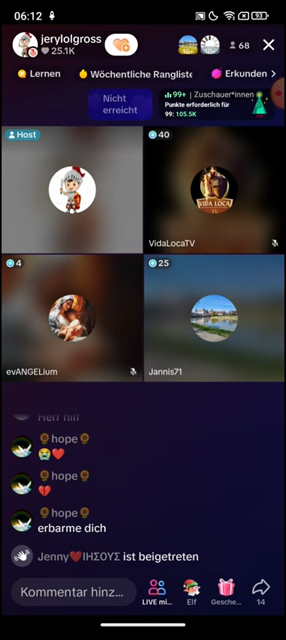 06:12
93
jerylolgross
25.1K
68
Lernen
Wöchentliche Rangliste
Erkunden
Nicht erreicht
99+ | Zuschauer*innen
Punkte erforderlich für
99: 105.5K
Host
40
VIDA LOCA
VidaLocaTV
4
25
evANGELium
Jannis71
hope
😭❤️
hope
💔
hope
erbarme dich
Jenny❤️ΙΗΣΟΥΣ ist beigetreten
Kommentar hinz...
LIVE mi...
Elf
Gesche...
14